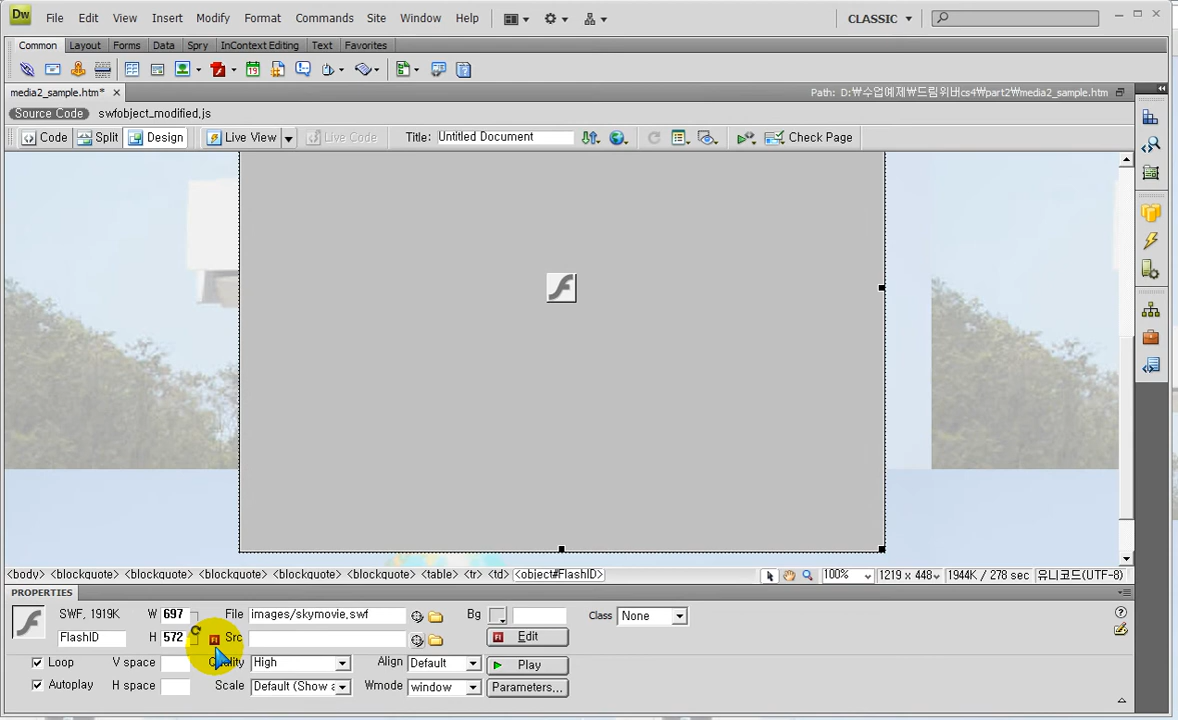 Dw File Edit View Insert Modify Format Commands Site Window Help CLASSIC
Common Layout Forms Data Spry InContext Editing Text Favorites
media2_sample.htm* Path: D:₩수업예제₩드림위버cs4₩part2₩media2_sample.htm
Source Code swfobject_modified.js
Code Split Design Live View Live Code Title: Untitled Document Check Page
<body> <blockquote> <blockquote> <blockquote> <blockquote> <blockquote> <table> <tr> <td> <object#FlashID> 100% 1219 x 448 1944K / 278 sec 유니코드(UTF-8)
PROPERTIES
SWF, 1919K W 697 File images/skymovie.swf Bg Class None
FlashID H 572 Src Edit
Loop V space Quality High Align Default Play
Autoplay H space Scale Default (Show a Wmode window Parameters...